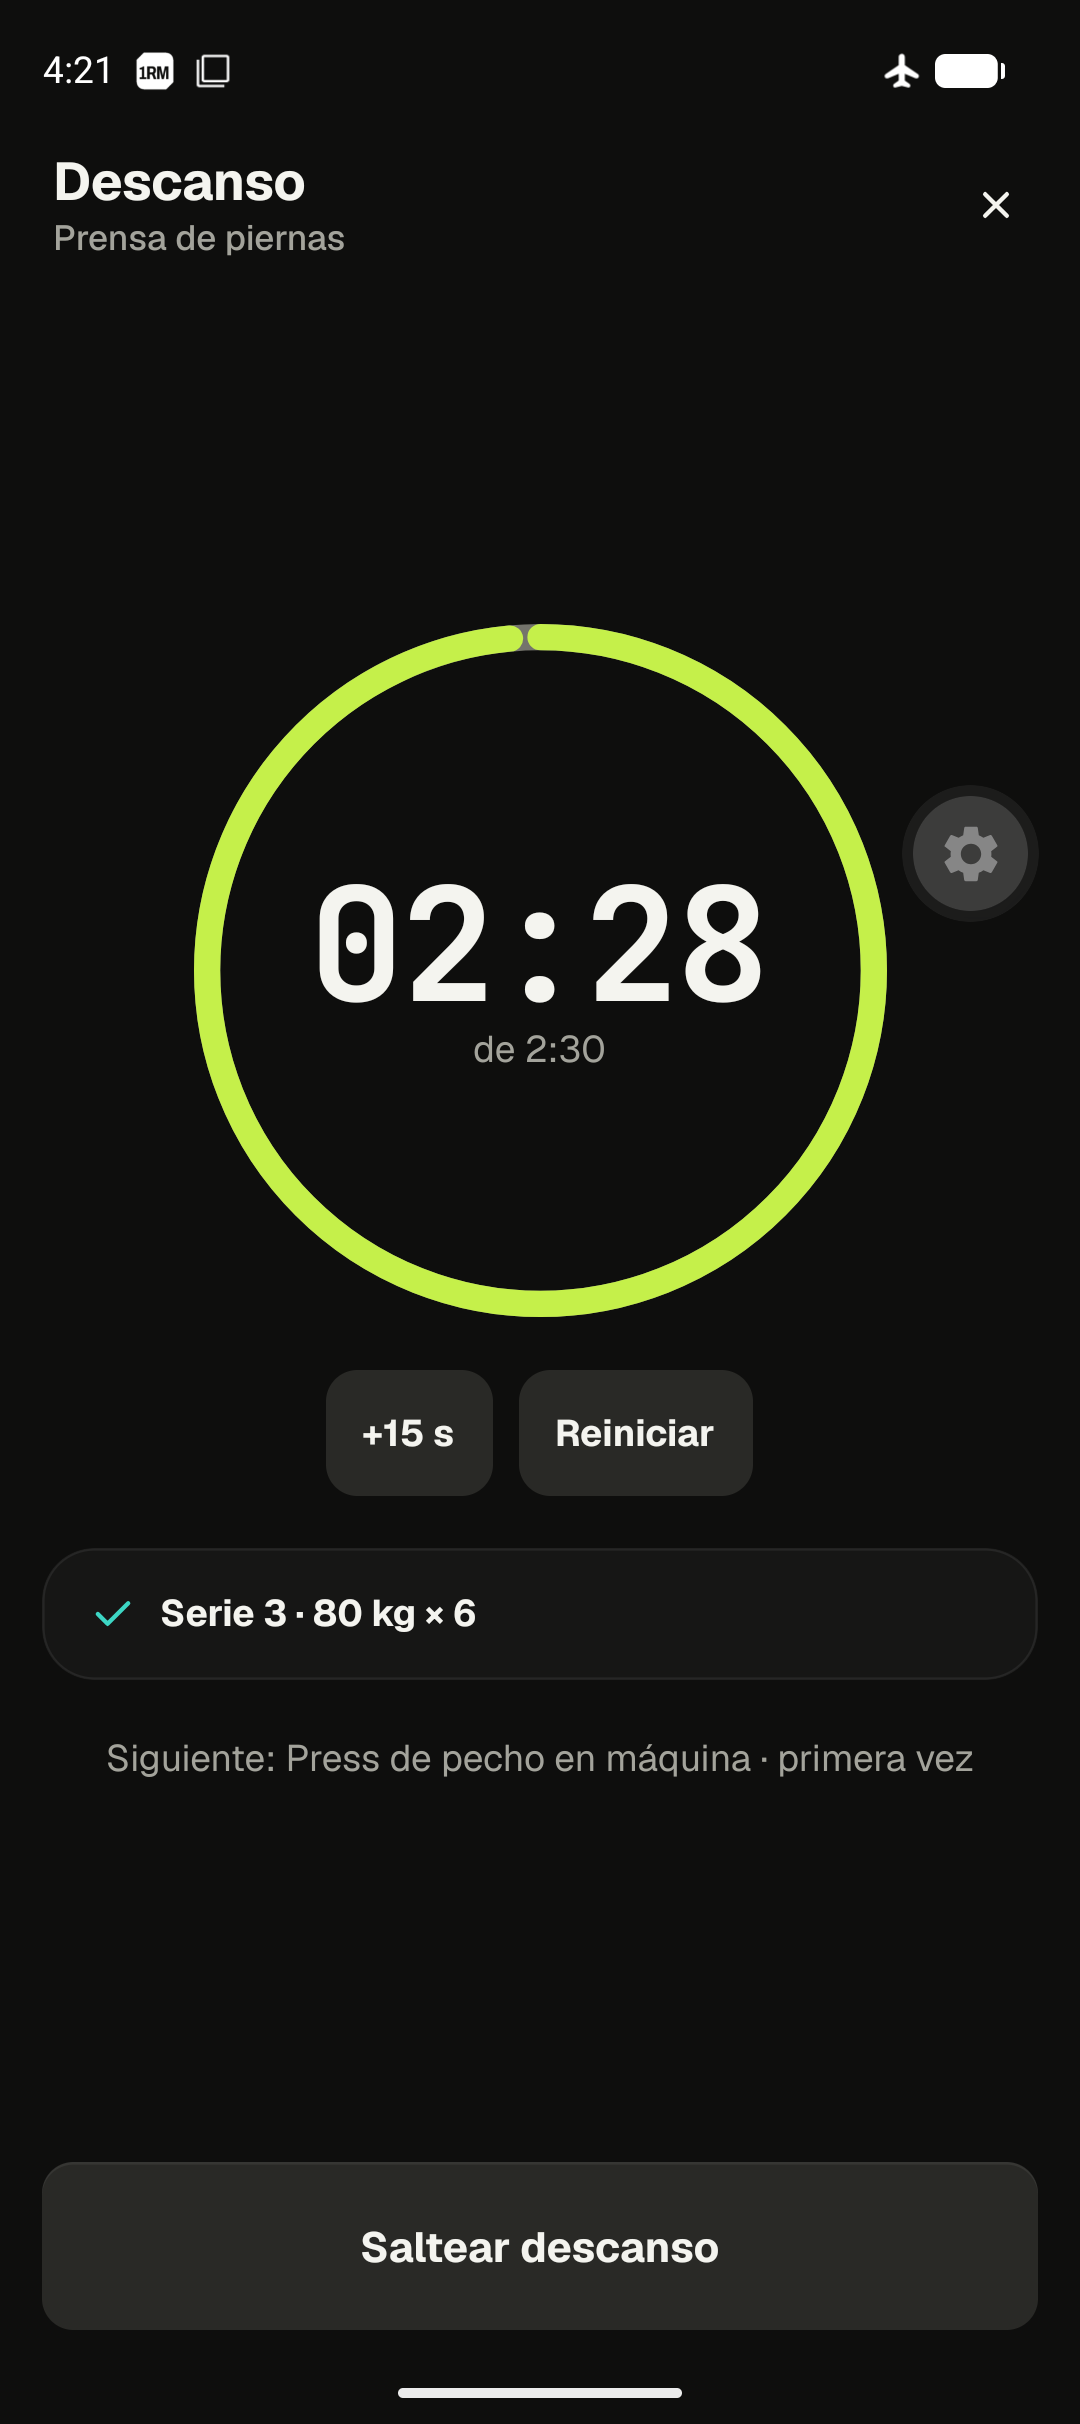 4:21 1RM
Descanso
Prensa de piernas
02:28
de 2:30
+15 s Reiniciar
Serie 3 · 80 kg × 6
Siguiente: Press de pecho en máquina · primera vez
Saltear descanso